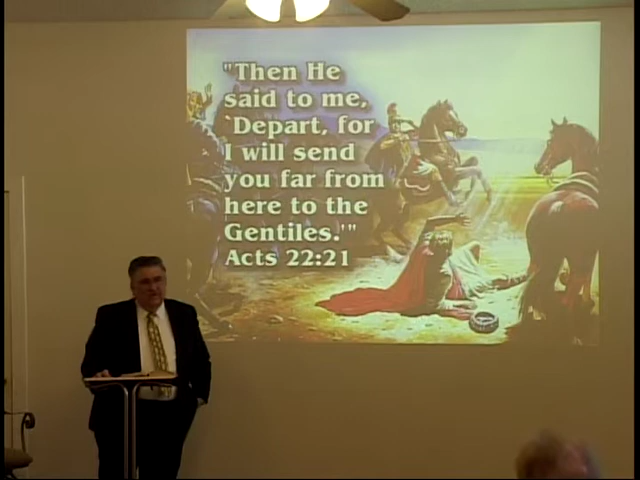 "Then He
said to me,
`Depart, for
I will send
you far from
here to the
Gentiles.'"
Acts 22:21